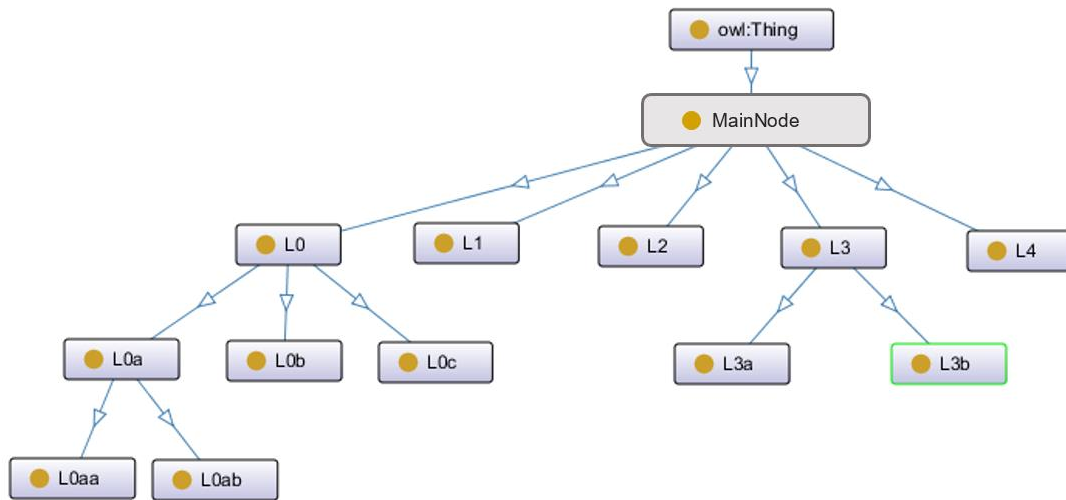 owl:Thing
MainNode
L0
L1
L2
L3
L4
L0a
L0b
L0c
L3a
L3b
L0aa
L0ab